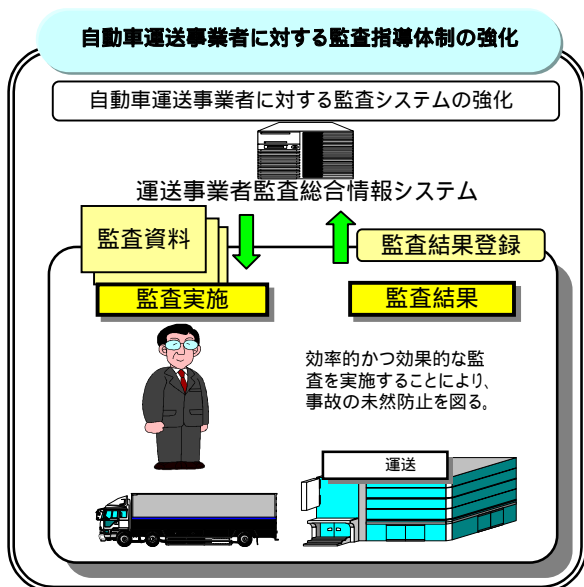 自動車運送事業者に対する監査指導体制の強化
自動車運送事業者に対する監査システムの強化
運送事業者監査総合情報システム
監査資料
監査結果登録
監査実施
監査結果
効率的かつ効果的な監
査を実施することにより、
事故の未然防止を図る。
運送